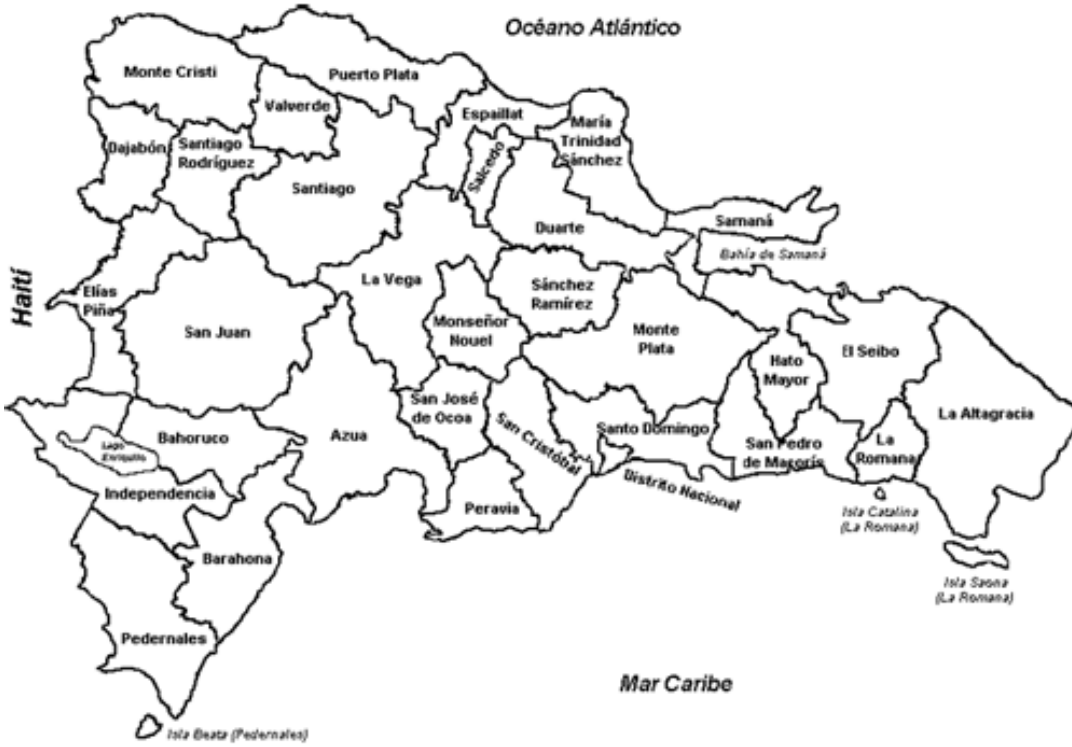 Océano Atlántico
Monte Cristi
Puerto Plata
Valverde
Espaillat
María
Trinidad
Sánchez
Dajabón
Santiago
Rodríguez
Salcedo
Santiago
Samaná
Duarte
Bahía de Samaná
Haití
Elías
Piña
La Vega
Sánchez
Ramírez
San Juan
Monseñor
Nouel
Monte
Plata
El Seibo
Hato
Mayor
San José
de Ocoa
La Altagracia
Azua
San Cristóbal
Santo Domingo
Bahoruco
Lago
Enriquillo
San Pedro
de Macorís
La
Romana
Independencia
Distrito Nacional
Peravia
Isla Catalina
(La Romana)
Barahona
Isla Saona
(La Romana)
Pedernales
Mar Caribe
Isla Beata (Pedernales)